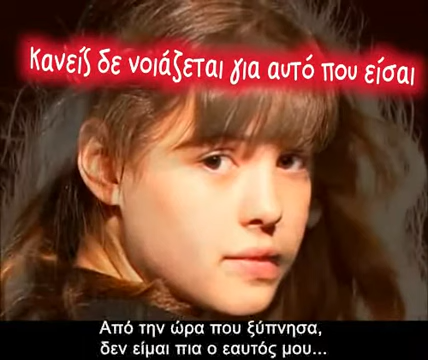 Κανείς δε νοιάζεται για αυτό που είσαι
Από την ώρα που ξύπνησα,
δεν είμαι πια ο εαυτός μου...